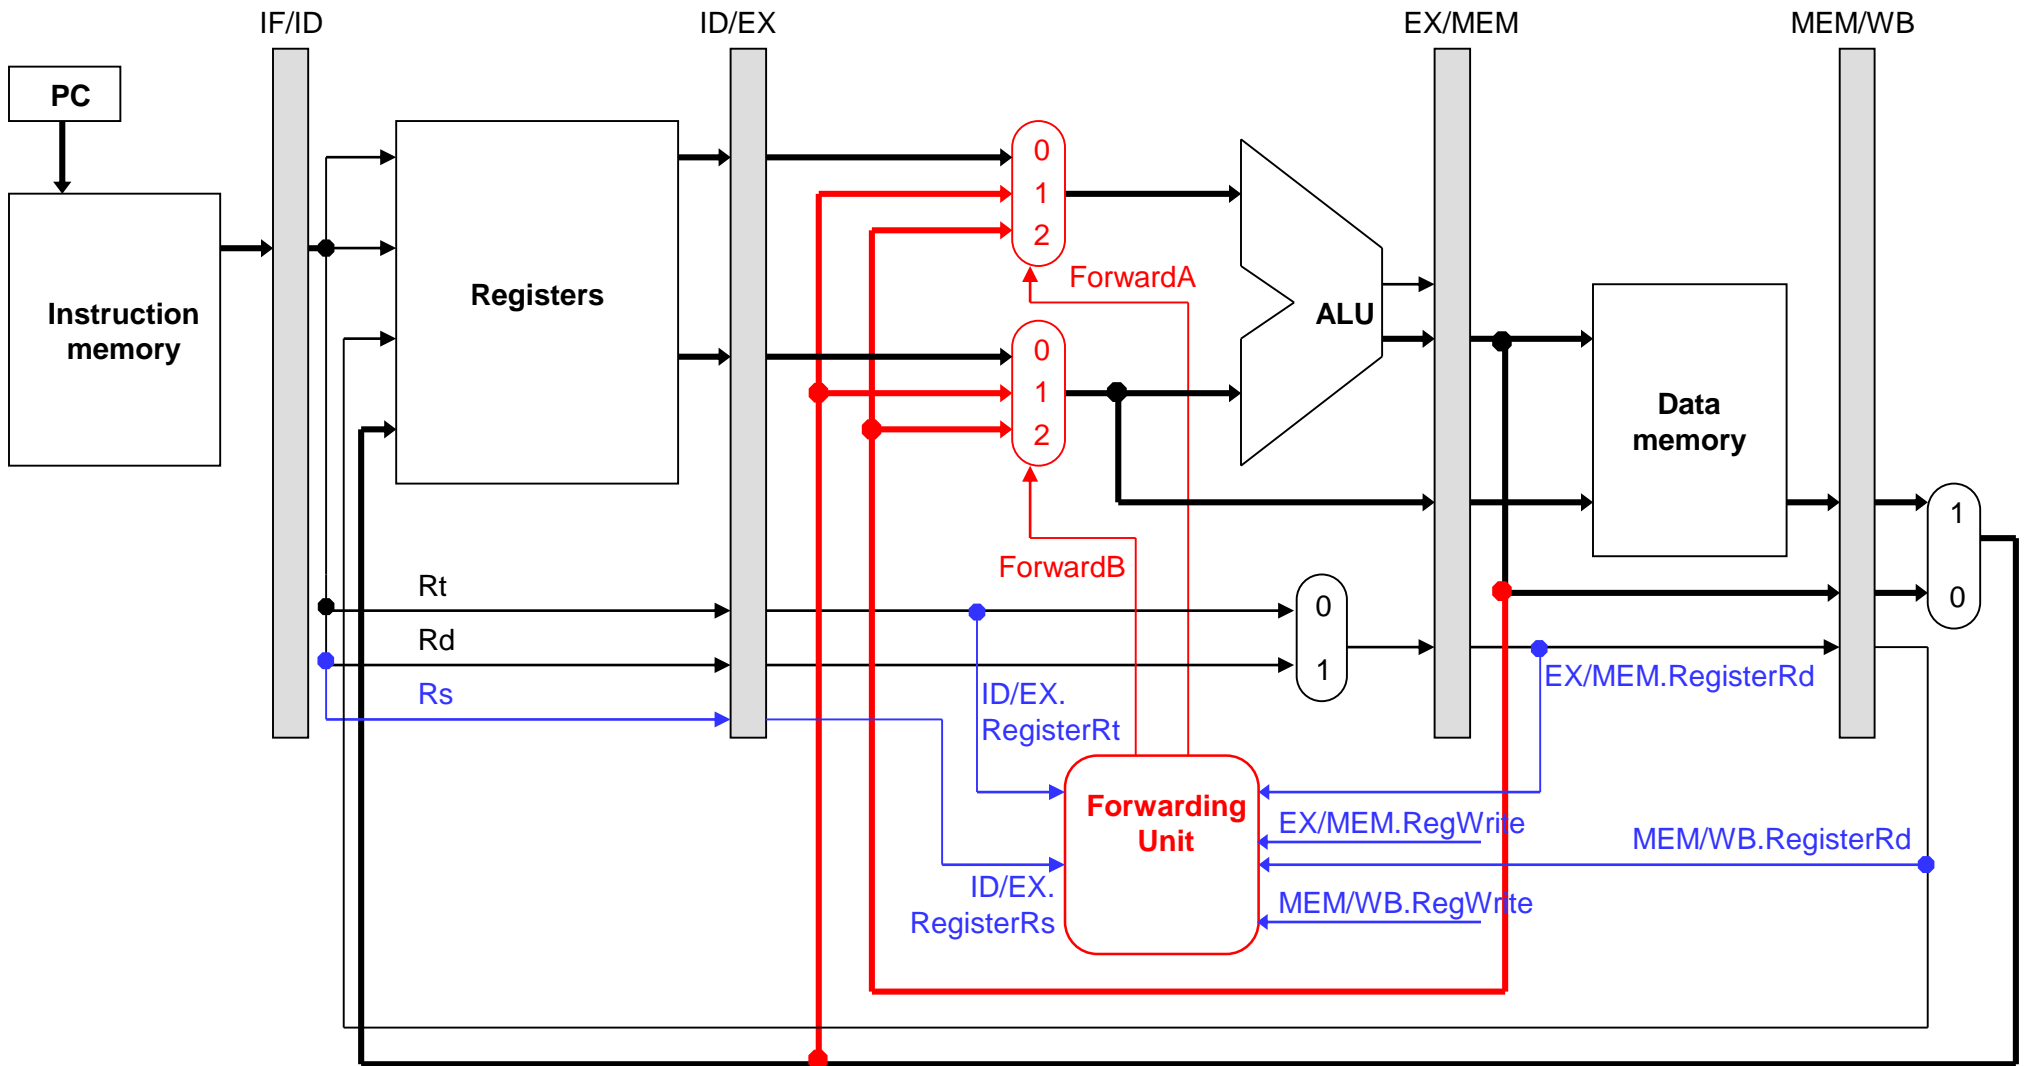 IF/ID
ID/EX
EX/MEM
MEM/WB
PC
Instruction
memory
Registers
0
1
2
ForwardA
0
1
2
ALU
Data
memory
ForwardB
1
0
Rt
Rd
Rs
0
1
ID/EX.
RegisterRt
EX/MEM.RegisterRd
Forwarding
Unit
EX/MEM.RegWrite
MEM/WB.RegisterRd
ID/EX.
RegisterRs
MEM/WB.RegWrite